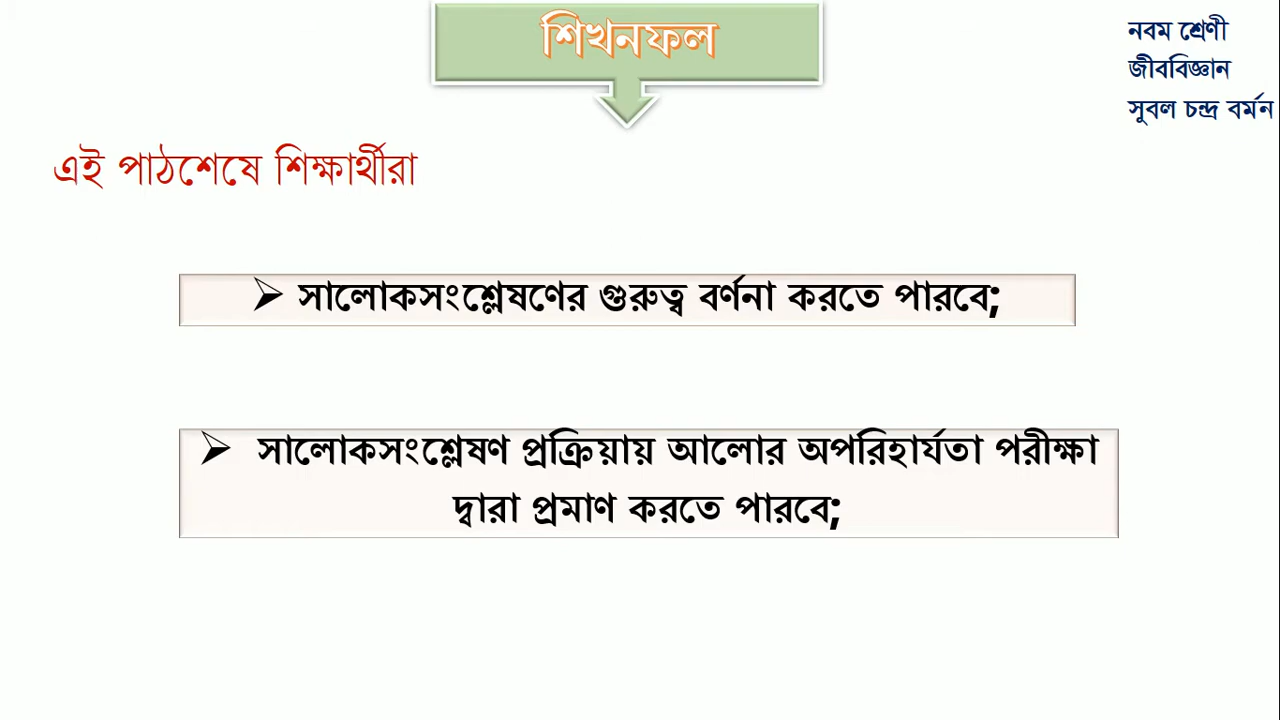 শিখনফল
নবম শ্রেণী
জীববিজ্ঞান
সুবল চন্দ্র বর্মন
এই পাঠশেষে শিক্ষার্থীরা
➢ সালোকসংশ্লেষণের গুরুত্ব বর্ণনা করতে পারবে;
➢ সালোকসংশ্লেষণ প্রক্রিয়ায় আলোর অপরিহার্যতা পরীক্ষা
দ্বারা প্রমাণ করতে পারবে;